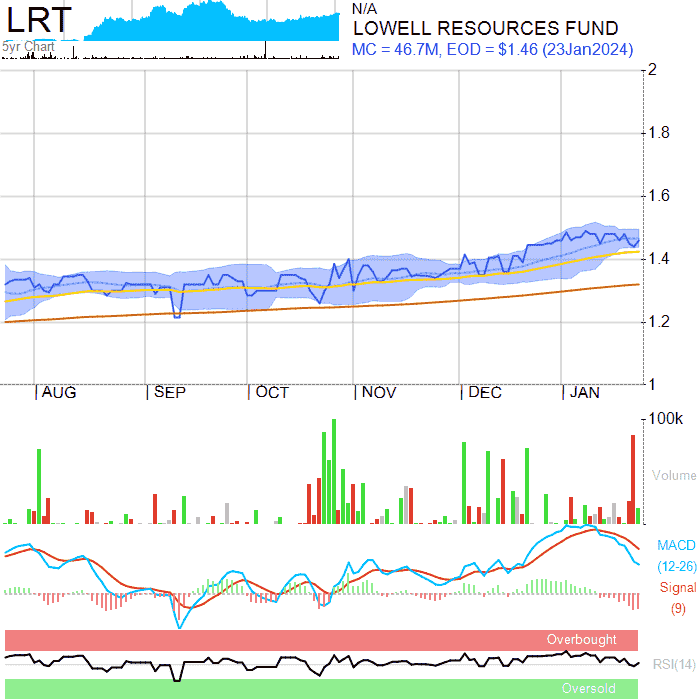 LRT
N/A
LOWELL RESOURCES FUND
MC = 46.7M, EOD = $1.46 (23Jan2024)
5yr Chart
2
1.8
1.6
1.4
1.2
1
AUG SEP OCT NOV DEC JAN
100k
Volume
MACD
(12-26)
Signal
(9)
Overbought
RSI(14)
Oversold